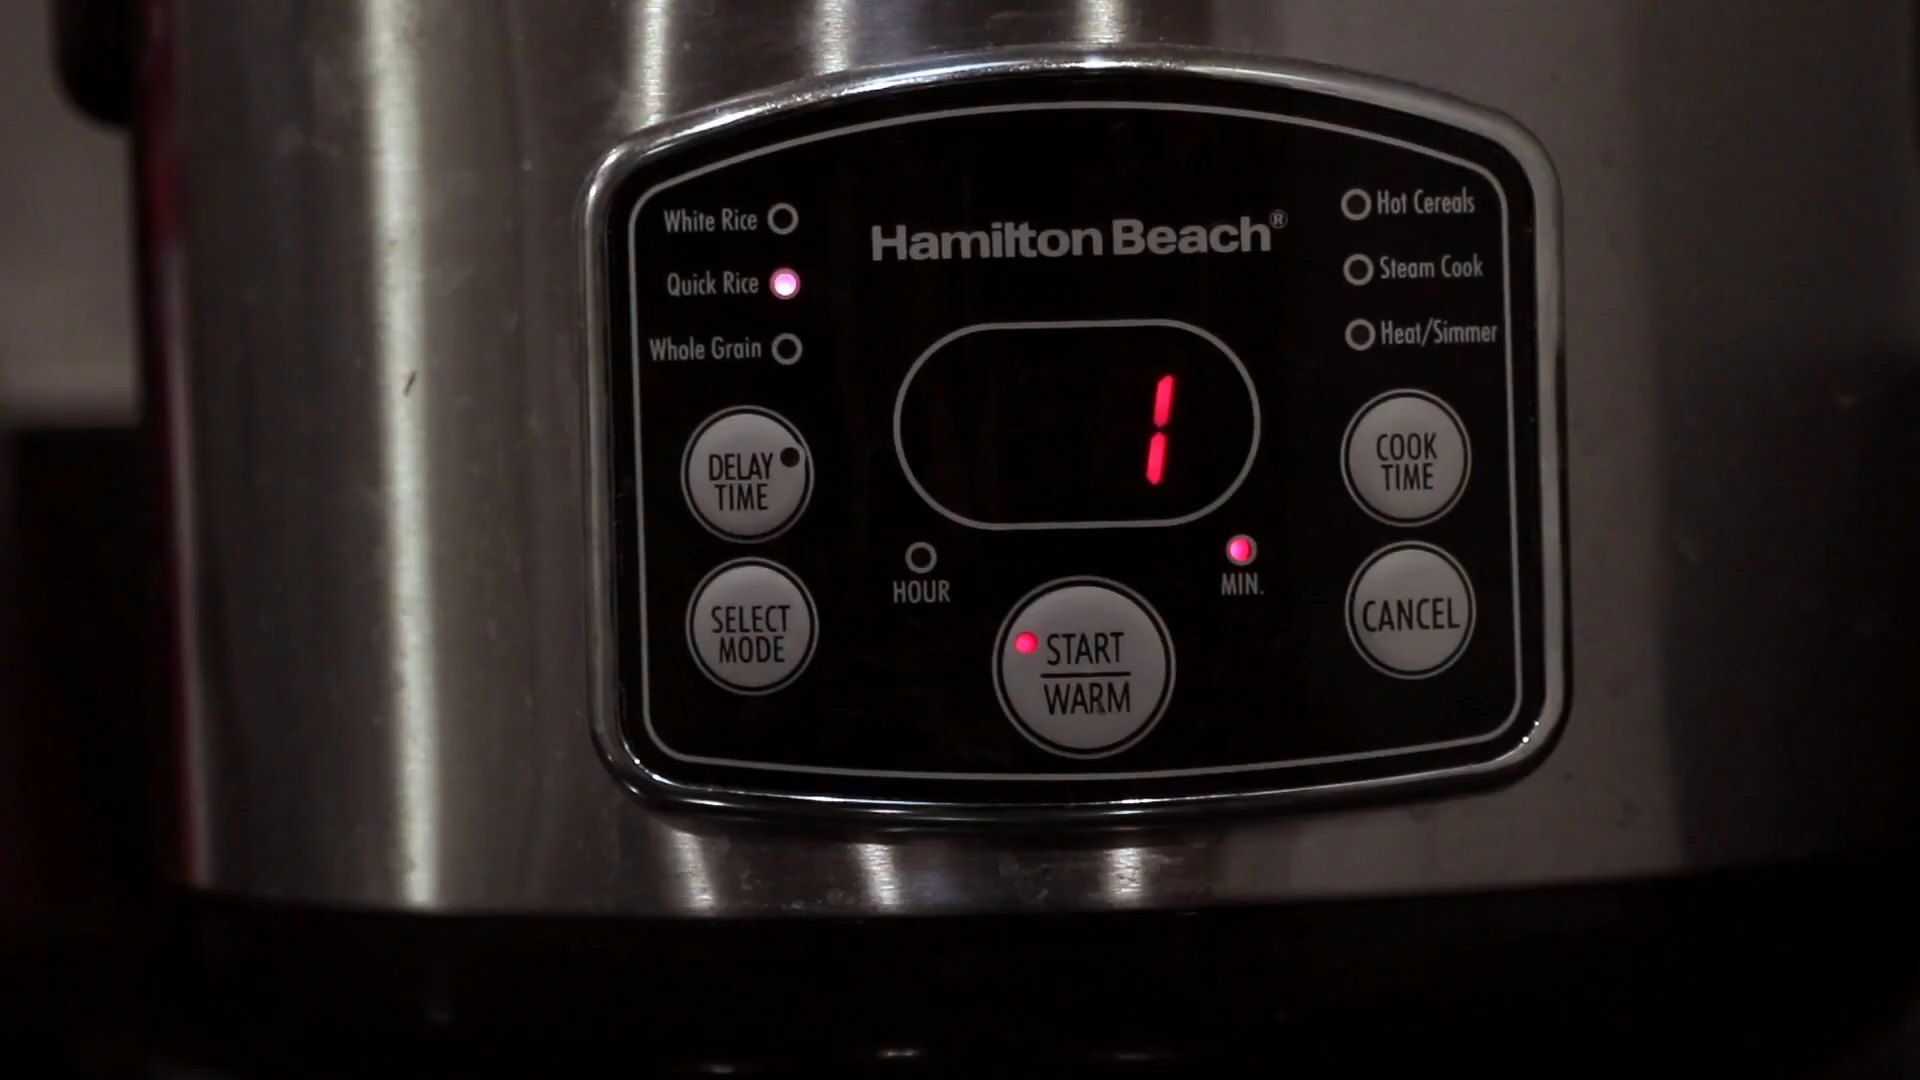 White Rice
Quick Rice
Whole Grain
Hamilton Beach®
Hot Cereals
Steam Cook
Heat/Simmer
1
DELAY
TIME
COOK
TIME
SELECT
MODE
HOUR
MIN.
START
WARM
CANCEL